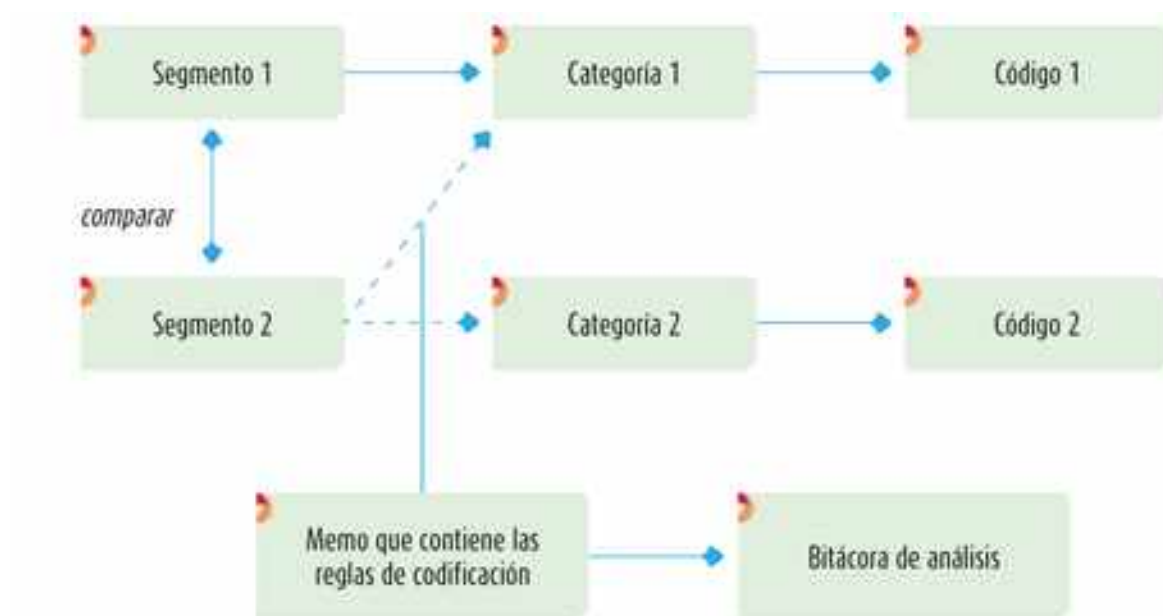 Segmento 1
Categoría 1
Código 1
comparar
Segmento 2
Categoría 2
Código 2
Memo que contiene las
reglas de codificación
Bitácora de análisis